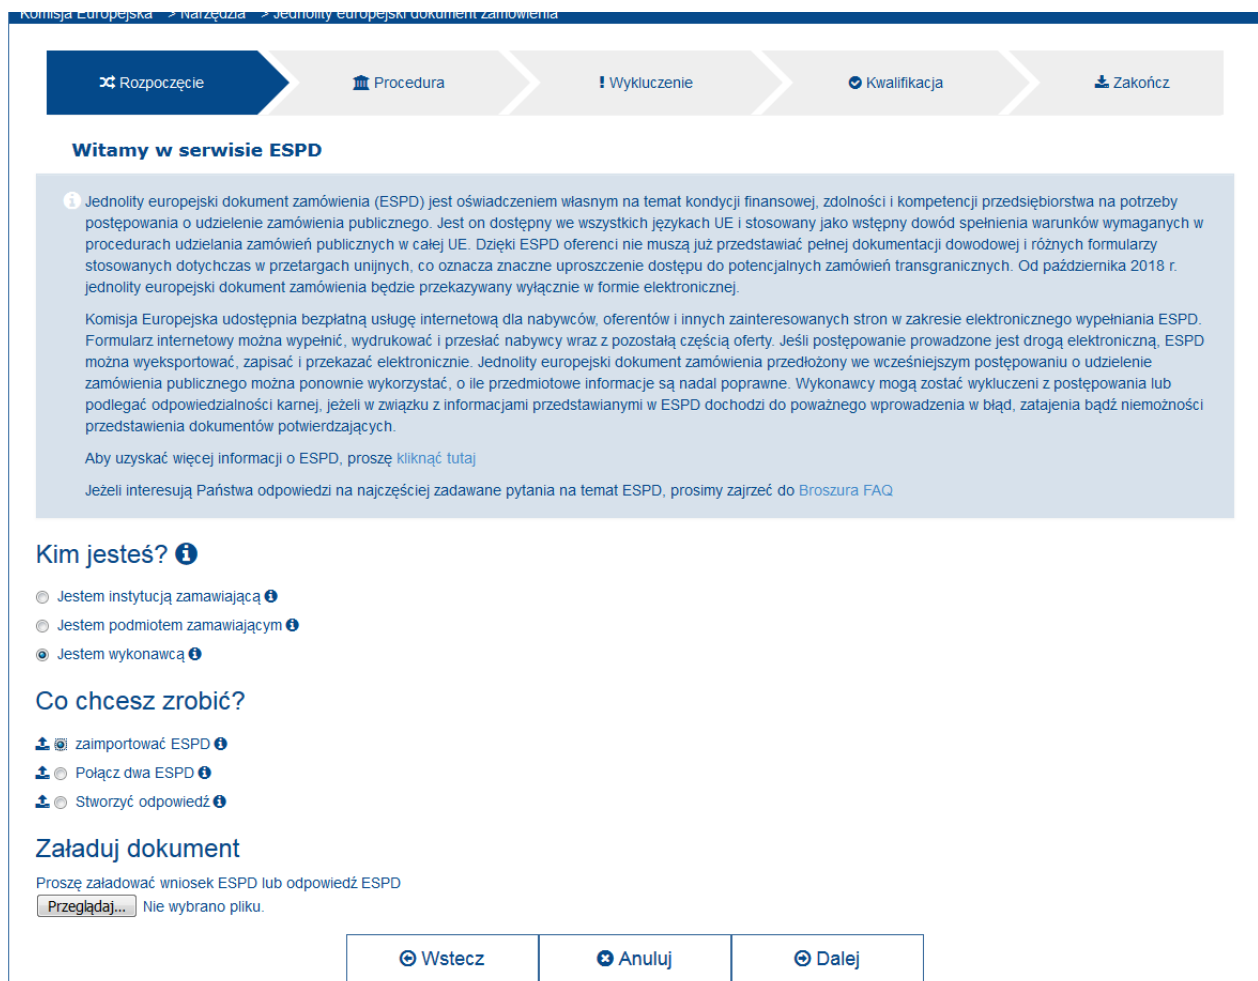 Komisja Europejska > Narzędzia > Jednolity europejski dokument zamówienia
Rozpoczęcie
Procedura
! Wykluczenie
Kwalifikacja
Zakończ
Witamy w serwisie ESPD
Jednolity europejski dokument zamówienia (ESPD) jest oświadczeniem własnym na temat kondycji finansowej, zdolności i kompetencji przedsiębiorstwa na potrzeby
postępowania o udzielenie zamówienia publicznego. Jest on dostępny we wszystkich językach UE i stosowany jako wstępny dowód spełnienia warunków wymaganych w
procedurach udzielania zamówień publicznych w całej UE. Dzięki ESPD oferenci nie muszą już przedstawiać pełnej dokumentacji dowodowej i różnych formularzy
stosowanych dotychczas w przetargach unijnych, co oznacza znaczne uproszczenie dostępu do potencjalnych zamówień transgranicznych. Od października 2018 r.
jednolity europejski dokument zamówienia będzie przekazywany wyłącznie w formie elektronicznej.
Komisja Europejska udostępnia bezpłatną usługę internetową dla nabywców, oferentów i innych zainteresowanych stron w zakresie elektronicznego wypełniania ESPD.
Formularz internetowy można wypełnić, wydrukować i przesłać nabywcy wraz z pozostałą częścią oferty. Jeśli postępowanie prowadzone jest drogą elektroniczną, ESPD
można wyeksportować, zapisać i przekazać elektronicznie. Jednolity europejski dokument zamówienia przedłożony we wcześniejszym postępowaniu o udzielenie
zamówienia publicznego można ponownie wykorzystać, o ile przedmiotowe informacje są nadal poprawne. Wykonawcy mogą zostać wykluczeni z postępowania lub
podlegać odpowiedzialności karnej, jeżeli w związku z informacjami przedstawianymi w ESPD dochodzi do poważnego wprowadzenia w błąd, zatajenia bądź niemożności
przedstawienia dokumentów potwierdzających.
Aby uzyskać więcej informacji o ESPD, proszę kliknąć tutaj
Jeżeli interesują Państwa odpowiedzi na najczęściej zadawane pytania na temat ESPD, prosimy zajrzeć do Broszura FAQ
Kim jesteś?
Jestem instytucją zamawiającą
Jestem podmiotem zamawiającym
Jestem wykonawcą
Co chcesz zrobić?
zaimportować ESPD
Połącz dwa ESPD
Stworzyć odpowiedź
Załaduj dokument
Proszę załadować wniosek ESPD lub odpowiedź ESPD
Przeglądaj... Nie wybrano pliku.
Wstecz
Anuluj
Dalej